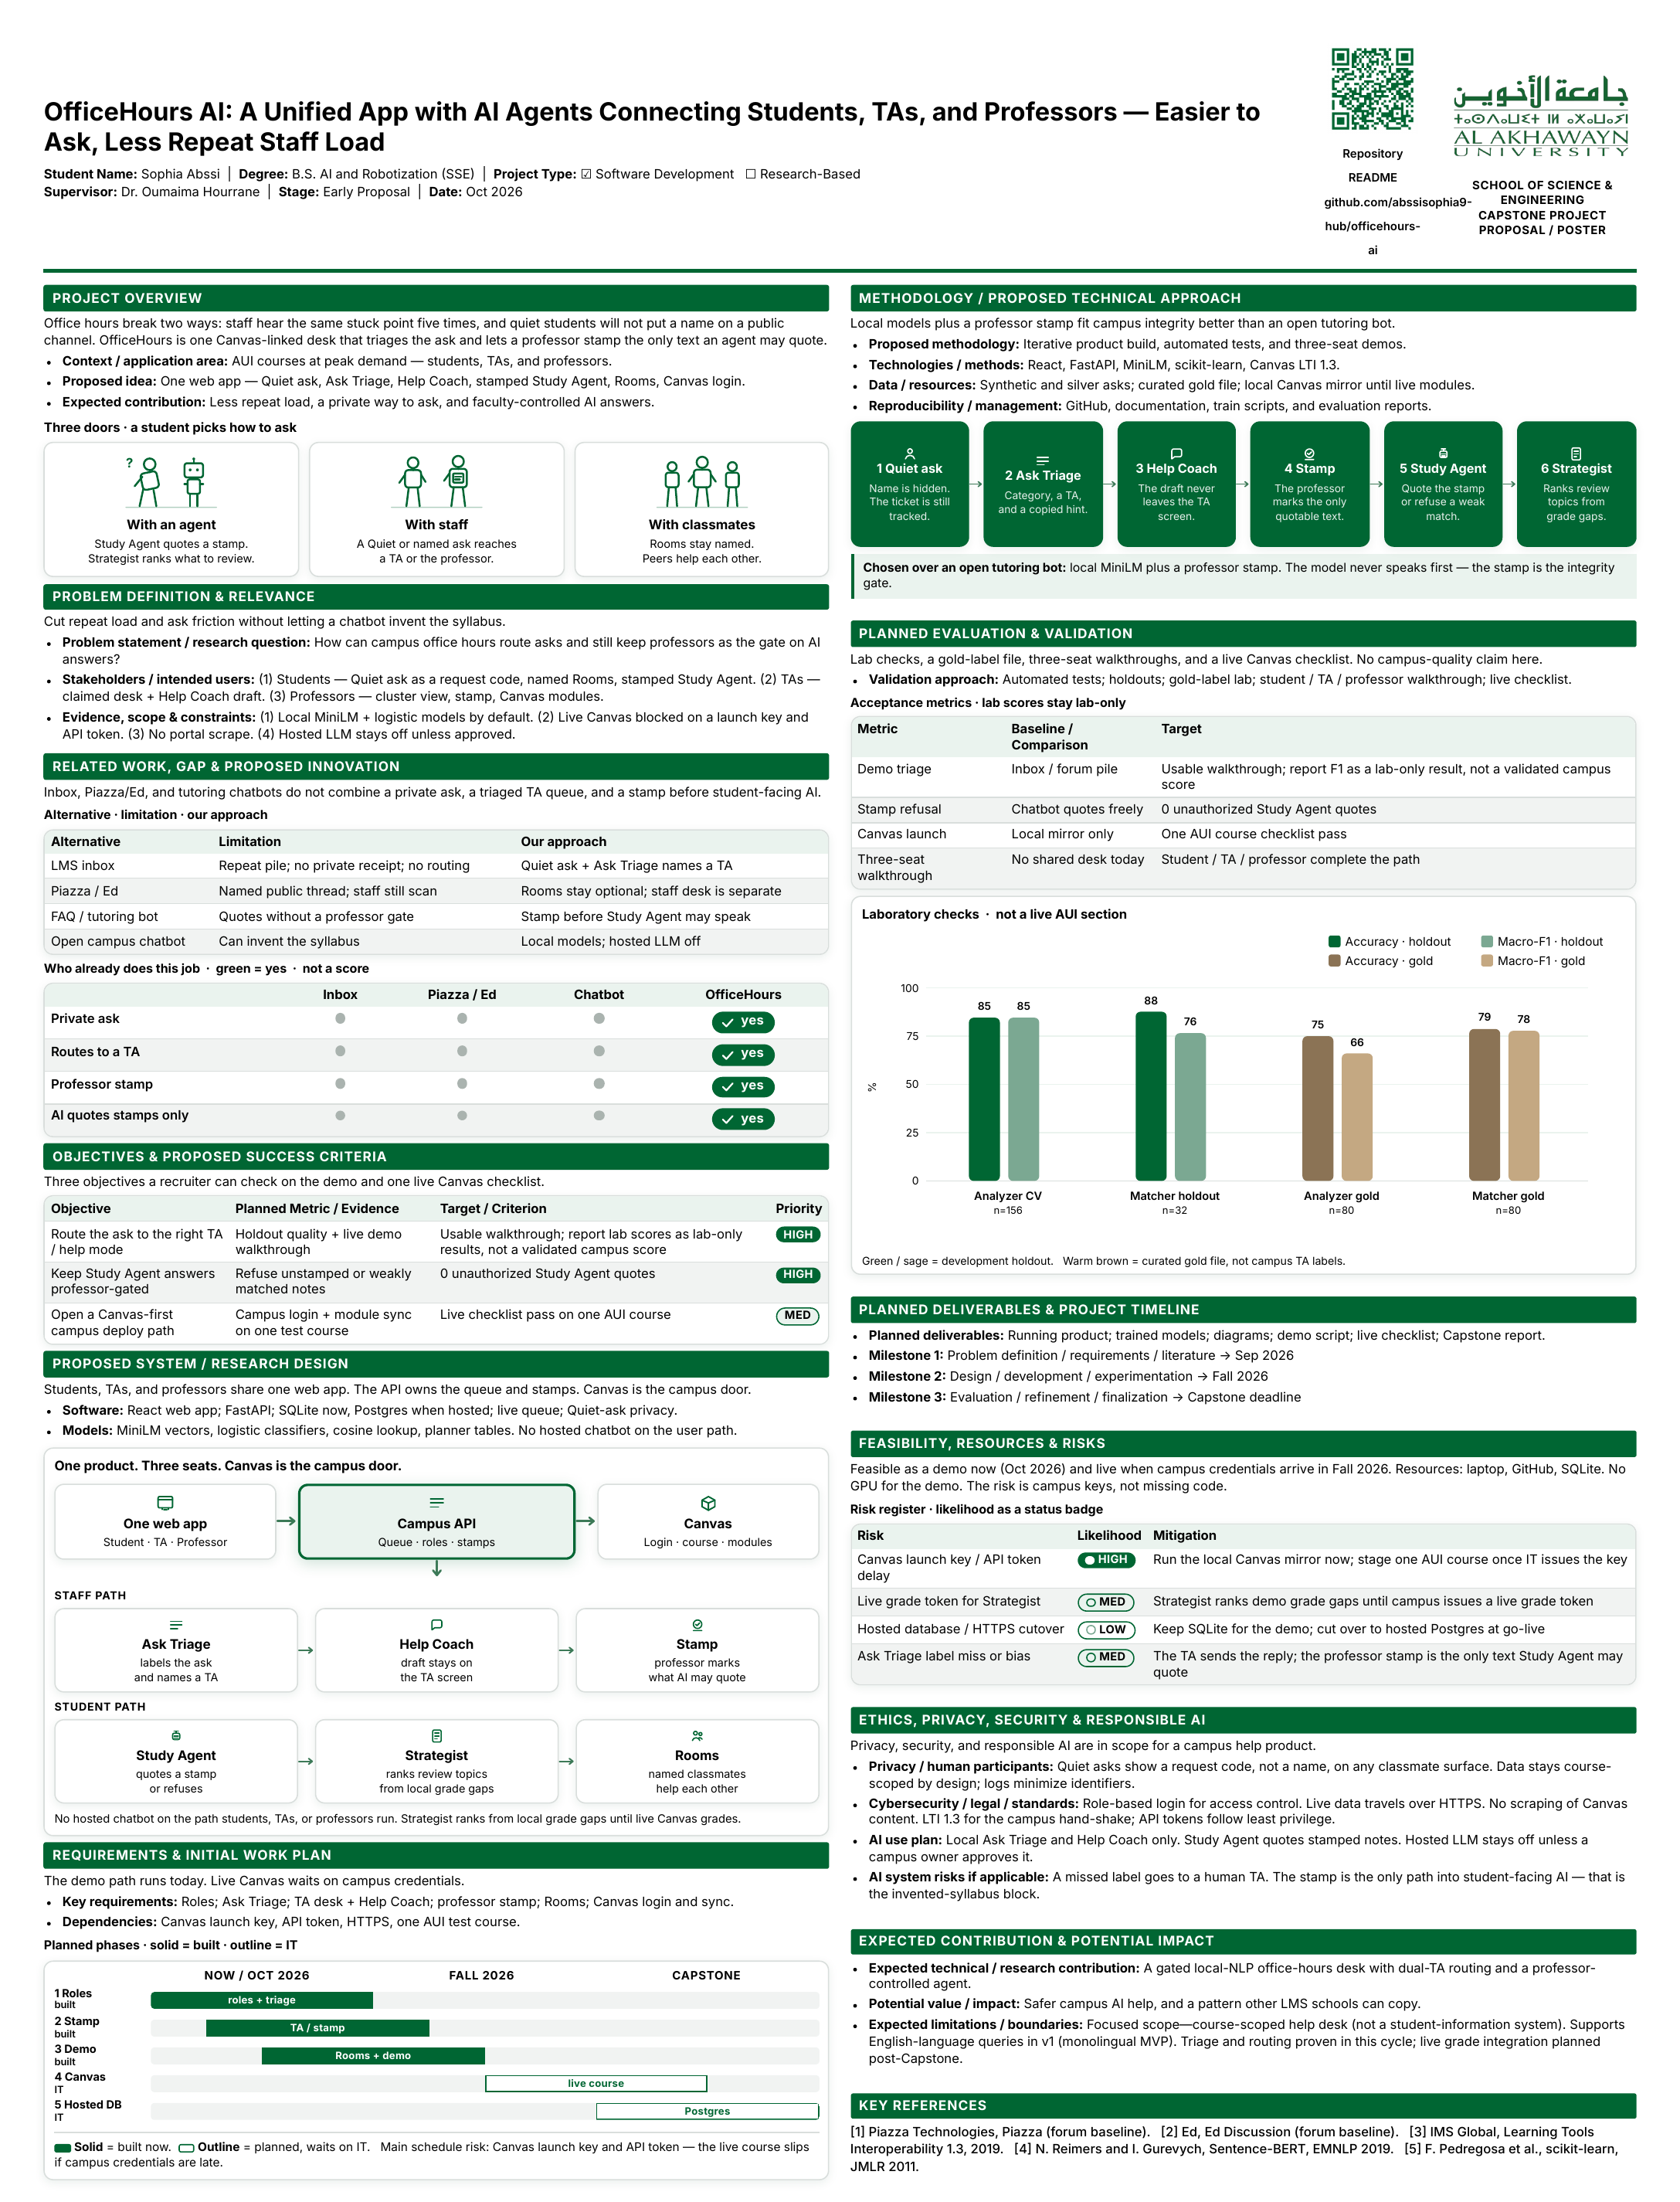 OfficeHours AI: A Unified App with AI Agents Connecting Students, TAs, and Professors — Easier to
Ask, Less Repeat Staff Load
Student Name: Sophia Abssi | Degree: B.S. AI and Robotization (SSE) | Project Type: ☑ Software Development ☐ Research-Based
Supervisor: Dr. Oumaima Hourrane | Stage: Early Proposal | Date: Oct 2026
Repository
README
github.com/abssisophia9-
hub/officehours-
ai
جامعة الأخوين
AL AKHAWAYN
UNIVERSITY
SCHOOL OF SCIENCE &
ENGINEERING
CAPSTONE PROJECT
PROPOSAL / POSTER
PROJECT OVERVIEW
Office hours break two ways: staff hear the same stuck point five times, and quiet students will not put a name on a public
channel. OfficeHours is one Canvas-linked desk that triages the ask and lets a professor stamp the only text an agent may quote.
• Context / application area: AUI courses at peak demand — students, TAs, and professors.
• Proposed idea: One web app — Quiet ask, Ask Triage, Help Coach, stamped Study Agent, Rooms, Canvas login.
• Expected contribution: Less repeat load, a private way to ask, and faculty-controlled AI answers.
Three doors · a student picks how to ask
?
With an agent
Study Agent quotes a stamp.
Strategist ranks what to review.
With staff
A Quiet or named ask reaches
a TA or the professor.
With classmates
Rooms stay named.
Peers help each other.
PROBLEM DEFINITION & RELEVANCE
Cut repeat load and ask friction without letting a chatbot invent the syllabus.
• Problem statement / research question: How can campus office hours route asks and still keep professors as the gate on AI
answers?
• Stakeholders / intended users: (1) Students — Quiet ask as a request code, named Rooms, stamped Study Agent. (2) TAs —
claimed desk + Help Coach draft. (3) Professors — cluster view, stamp, Canvas modules.
• Evidence, scope & constraints: (1) Local MiniLM + logistic models by default. (2) Live Canvas blocked on a launch key and
API token. (3) No portal scrape. (4) Hosted LLM stays off unless approved.
RELATED WORK, GAP & PROPOSED INNOVATION
Inbox, Piazza/Ed, and tutoring chatbots do not combine a private ask, a triaged TA queue, and a stamp before student-facing AI.
Alternative · limitation · our approach
Alternative Limitation Our approach
LMS inbox Repeat pile; no private receipt; no routing Quiet ask + Ask Triage names a TA
Piazza / Ed Named public thread; staff still scan Rooms stay optional; staff desk is separate
FAQ / tutoring bot Quotes without a professor gate Stamp before Study Agent may speak
Open campus chatbot Can invent the syllabus Local models; hosted LLM off
Who already does this job · green = yes · not a score
Inbox Piazza / Ed Chatbot OfficeHours
Private ask ✓ yes
Routes to a TA ✓ yes
Professor stamp ✓ yes
AI quotes stamps only ✓ yes
OBJECTIVES & PROPOSED SUCCESS CRITERIA
Three objectives a recruiter can check on the demo and one live Canvas checklist.
Objective Planned Metric / Evidence Target / Criterion Priority
Route the ask to the right TA
/ help mode
Holdout quality + live demo
walkthrough
Usable walkthrough; report lab scores as lab-only
results, not a validated campus score
HIGH
Keep Study Agent answers
professor-gated
Refuse unstamped or weakly
matched notes
0 unauthorized Study Agent quotes
HIGH
Open a Canvas-first
campus deploy path
Campus login + module sync
on one test course
Live checklist pass on one AUI course
MED
PROPOSED SYSTEM / RESEARCH DESIGN
Students, TAs, and professors share one web app. The API owns the queue and stamps. Canvas is the campus door.
• Software: React web app; FastAPI; SQLite now, Postgres when hosted; live queue; Quiet-ask privacy.
• Models: MiniLM vectors, logistic classifiers, cosine lookup, planner tables. No hosted chatbot on the user path.
One product. Three seats. Canvas is the campus door.
One web app
Student · TA · Professor
Campus API
Queue · roles · stamps
Canvas
Login · course · modules
STAFF PATH
Ask Triage
labels the ask
and names a TA
Help Coach
draft stays on
the TA screen
Stamp
professor marks
what AI may quote
STUDENT PATH
Study Agent
quotes a stamp
or refuses
Strategist
ranks review topics
from local grade gaps
Rooms
named classmates
help each other
No hosted chatbot on the path students, TAs, or professors run. Strategist ranks from local grade gaps until live Canvas grades.
REQUIREMENTS & INITIAL WORK PLAN
The demo path runs today. Live Canvas waits on campus credentials.
• Key requirements: Roles; Ask Triage; TA desk + Help Coach; professor stamp; Rooms; Canvas login and sync.
• Dependencies: Canvas launch key, API token, HTTPS, one AUI test course.
Planned phases · solid = built · outline = IT
NOW / OCT 2026 FALL 2026 CAPSTONE
1 Roles
built
roles + triage
2 Stamp
built
TA / stamp
3 Demo
built
Rooms + demo
4 Canvas
IT
live course
5 Hosted DB
IT
Postgres
Solid = built now. Outline = planned, waits on IT. Main schedule risk: Canvas launch key and API token — the live course slips
if campus credentials are late.
METHODOLOGY / PROPOSED TECHNICAL APPROACH
Local models plus a professor stamp fit campus integrity better than an open tutoring bot.
• Proposed methodology: Iterative product build, automated tests, and three-seat demos.
• Technologies / methods: React, FastAPI, MiniLM, scikit-learn, Canvas LTI 1.3.
• Data / resources: Synthetic and silver asks; curated gold file; local Canvas mirror until live modules.
• Reproducibility / management: GitHub, documentation, train scripts, and evaluation reports.
1 Quiet ask
Name is hidden.
The ticket is still
tracked.
2 Ask Triage
Category, a TA,
and a copied hint.
3 Help Coach
The draft never
leaves the TA
screen.
4 Stamp
The professor
marks the only
quotable text.
5 Study Agent
Quote the stamp
or refuse a weak
match.
6 Strategist
Ranks review
topics from
grade gaps.
Chosen over an open tutoring bot: local MiniLM plus a professor stamp. The model never speaks first — the stamp is the integrity
gate.
PLANNED EVALUATION & VALIDATION
Lab checks, a gold-label file, three-seat walkthroughs, and a live Canvas checklist. No campus-quality claim here.
• Validation approach: Automated tests; holdouts; gold-label lab; student / TA / professor walkthrough; live checklist.
Acceptance metrics · lab scores stay lab-only
Metric Baseline /
Comparison
Target
Demo triage Inbox / forum pile Usable walkthrough; report F1 as a lab-only result, not a validated campus
score
Stamp refusal Chatbot quotes freely 0 unauthorized Study Agent quotes
Canvas launch Local mirror only One AUI course checklist pass
Three-seat
walkthrough
No shared desk today Student / TA / professor complete the path
Laboratory checks · not a live AUI section
Accuracy · holdout Macro-F1 · holdout
Accuracy · gold Macro-F1 · gold
100
75
50
25
0
%
85 85
88 76
75 66
79 78
Analyzer CV
n=156
Matcher holdout
n=32
Analyzer gold
n=80
Matcher gold
n=80
Green / sage = development holdout. Warm brown = curated gold file, not campus TA labels.
PLANNED DELIVERABLES & PROJECT TIMELINE
• Planned deliverables: Running product; trained models; diagrams; demo script; live checklist; Capstone report.
• Milestone 1: Problem definition / requirements / literature → Sep 2026
• Milestone 2: Design / development / experimentation → Fall 2026
• Milestone 3: Evaluation / refinement / finalization → Capstone deadline
FEASIBILITY, RESOURCES & RISKS
Feasible as a demo now (Oct 2026) and live when campus credentials arrive in Fall 2026. Resources: laptop, GitHub, SQLite. No
GPU for the demo. The risk is campus keys, not missing code.
Risk register · likelihood as a status badge
Risk Likelihood Mitigation
Canvas launch key / API token
delay
HIGH
Run the local Canvas mirror now; stage one AUI course once IT issues the key
Live grade token for Strategist MED Strategist ranks demo grade gaps until campus issues a live grade token
Hosted database / HTTPS cutover LOW Keep SQLite for the demo; cut over to hosted Postgres at go-live
Ask Triage label miss or bias MED The TA sends the reply; the professor stamp is the only text Study Agent may
quote
ETHICS, PRIVACY, SECURITY & RESPONSIBLE AI
Privacy, security, and responsible AI are in scope for a campus help product.
• Privacy / human participants: Quiet asks show a request code, not a name, on any classmate surface. Data stays course-
scoped by design; logs minimize identifiers.
• Cybersecurity / legal / standards: Role-based login for access control. Live data travels over HTTPS. No scraping of Canvas
content. LTI 1.3 for the campus hand-shake; API tokens follow least privilege.
• AI use plan: Local Ask Triage and Help Coach only. Study Agent quotes stamped notes. Hosted LLM stays off unless a
campus owner approves it.
• AI system risks if applicable: A missed label goes to a human TA. The stamp is the only path into student-facing AI — that is
the invented-syllabus block.
EXPECTED CONTRIBUTION & POTENTIAL IMPACT
• Expected technical / research contribution: A gated local-NLP office-hours desk with dual-TA routing and a professor-
controlled agent.
• Potential value / impact: Safer campus AI help, and a pattern other LMS schools can copy.
• Expected limitations / boundaries: Focused scope—course-scoped help desk (not a student-information system). Supports
English-language queries in v1 (monolingual MVP). Triage and routing proven in this cycle; live grade integration planned
post-Capstone.
KEY REFERENCES
[1] Piazza Technologies, Piazza (forum baseline). [2] Ed, Ed Discussion (forum baseline). [3] IMS Global, Learning Tools
Interoperability 1.3, 2019. [4] N. Reimers and I. Gurevych, Sentence-BERT, EMNLP 2019. [5] F. Pedregosa et al., scikit-learn,
JMLR 2011.